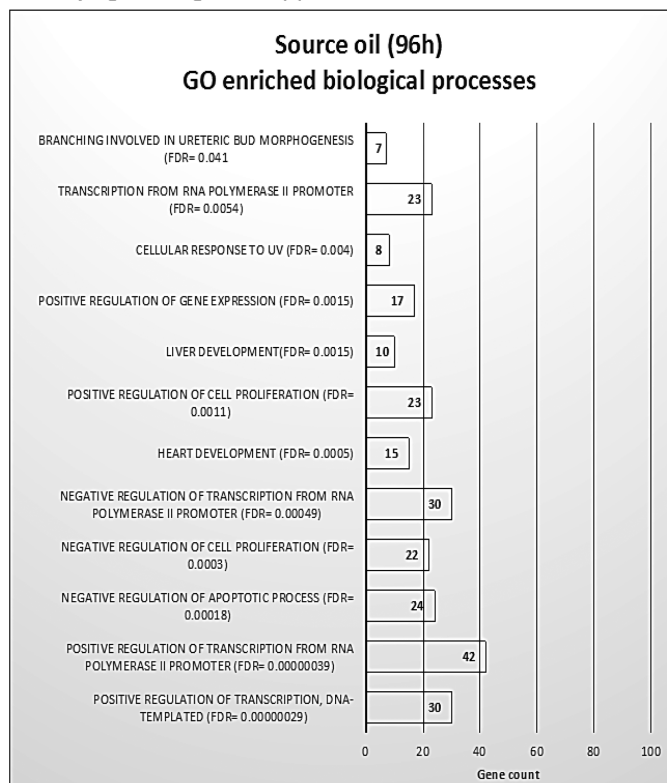 Source oil (96h)
GO enriched biological processes
BRANCHING INVOLVED IN URETERIC BUD MORPHOGENESIS
(FDR= 0.041
7
TRANSCRIPTION FROM RNA POLYMERASE II PROMOTER
(FDR= 0.0054)
23
CELLULAR RESPONSE TO UV (FDR= 0.004)
8
POSITIVE REGULATION OF GENE EXPRESSION (FDR= 0.0015)
17
LIVER DEVELOPMENT(FDR= 0.0015)
10
POSITIVE REGULATION OF CELL PROLIFERATION (FDR=
0.0011)
23
HEART DEVELOPMENT (FDR= 0.0005)
15
NEGATIVE REGULATION OF TRANSCRIPTION FROM RNA
POLYMERASE II PROMOTER (FDR= 0.00049)
30
NEGATIVE REGULATION OF CELL PROLIFERATION (FDR=
0.0003)
22
NEGATIVE REGULATION OF APOPTOTIC PROCESS (FDR=
0.00018)
24
POSITIVE REGULATION OF TRANSCRIPTION FROM RNA
POLYMERASE II PROMOTER (FDR= 0.00000039)
42
POSITIVE REGULATION OF TRANSCRIPTION, DNA-
TEMPLATED (FDR= 0.00000029)
30
0 20 40 60 80 100
Gene count